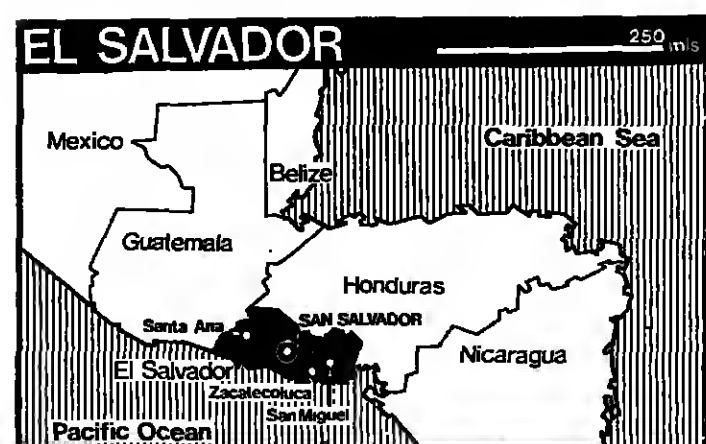 EL SALVADOR
250 mls
Mexico
Caribbean Sea
Belize
Guatemala
Honduras
Santa Ana
SAN SALVADOR
Nicaragua
El Salvador
Zacatecoluca
San Miguel
Pacific Ocean